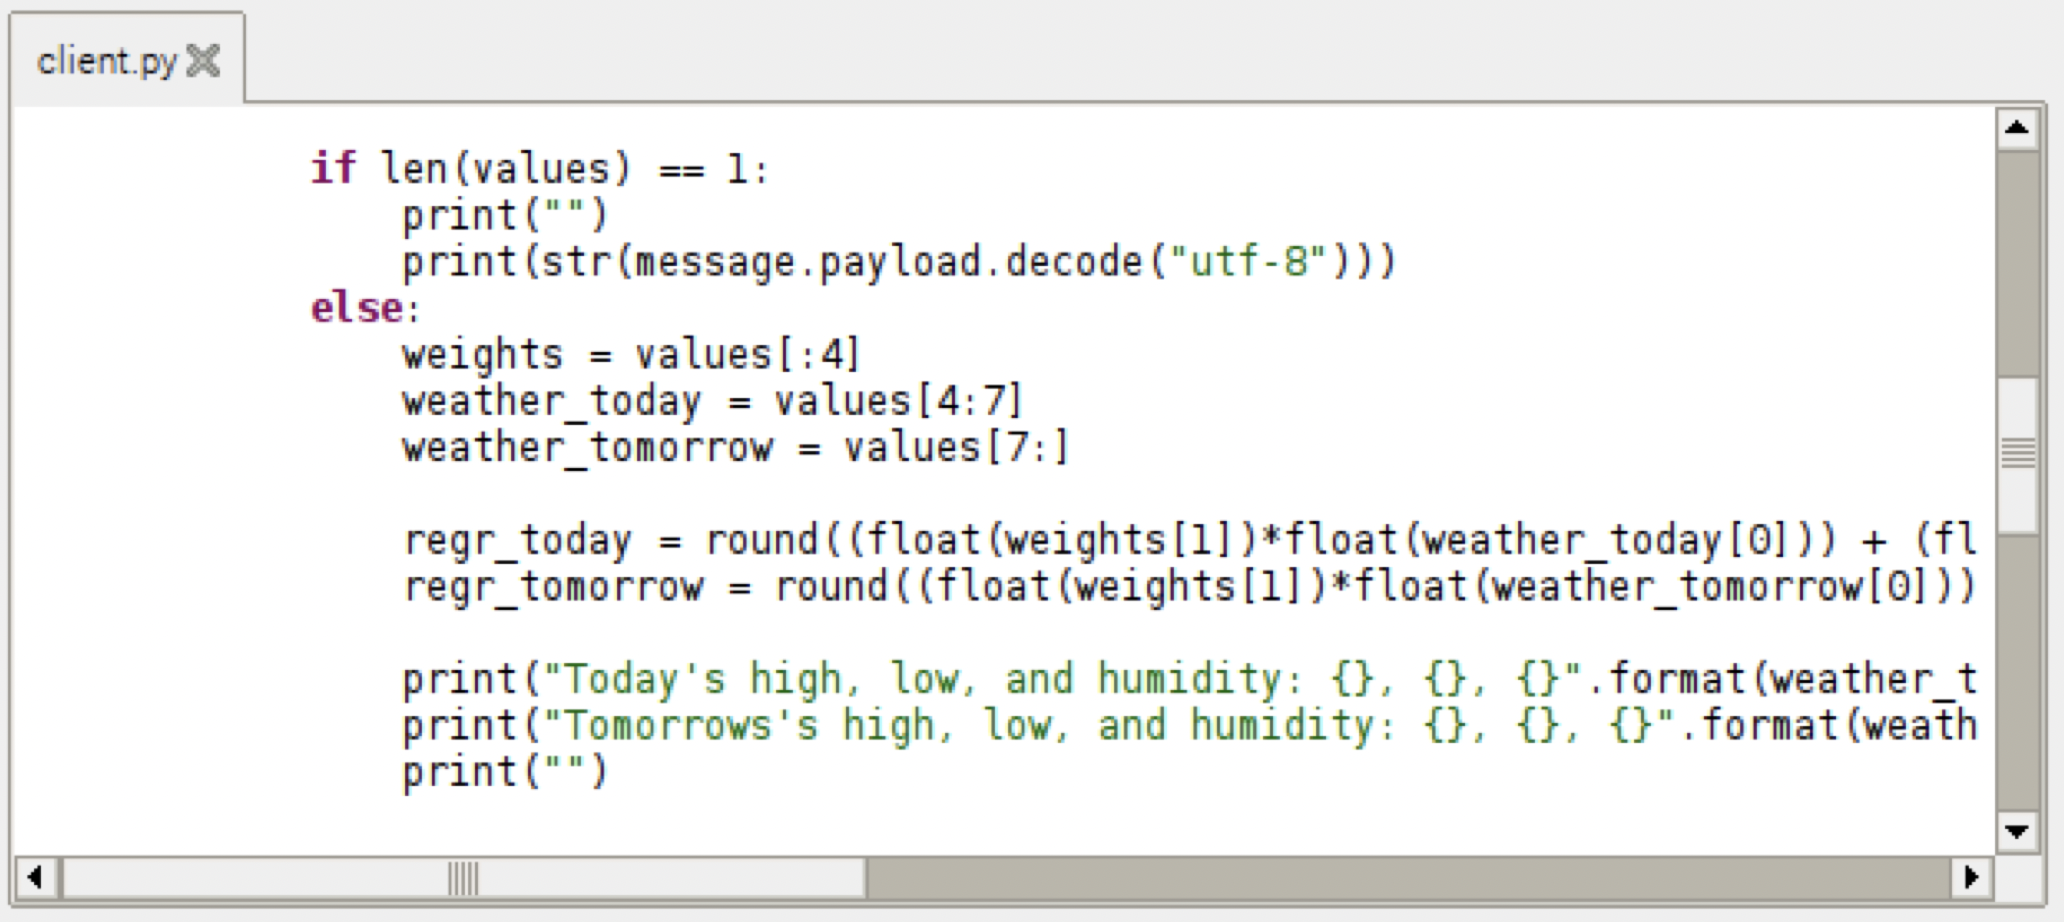 client.py
if len(values) == 1:
print("")
print(str(message.payload.decode("utf-8")))
else:
weights = values[:4]
weather_today = values[4:7]
weather_tomorrow = values[7:]
regr_today = round((float(weights[1])*float(weather_today[0])) + (fl
regr_tomorrow = round((float(weights[1])*float(weather_tomorrow[0]))
print("Today's high, low, and humidity: {}, {}, {}".format(weather_t
print("Tomorrows's high, low, and humidity: {}, {}, {}".format(weath
print("")